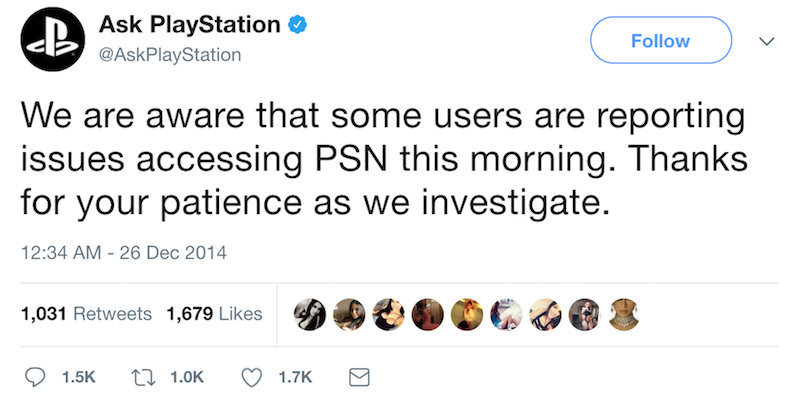 Ask PlayStation
@AskPlayStation
Follow
We are aware that some users are reporting
issues accessing PSN this morning. Thanks
for your patience as we investigate.
12:34 AM - 26 Dec 2014
1,031 Retweets 1,679 Likes
1.5K 1.0K 1.7K